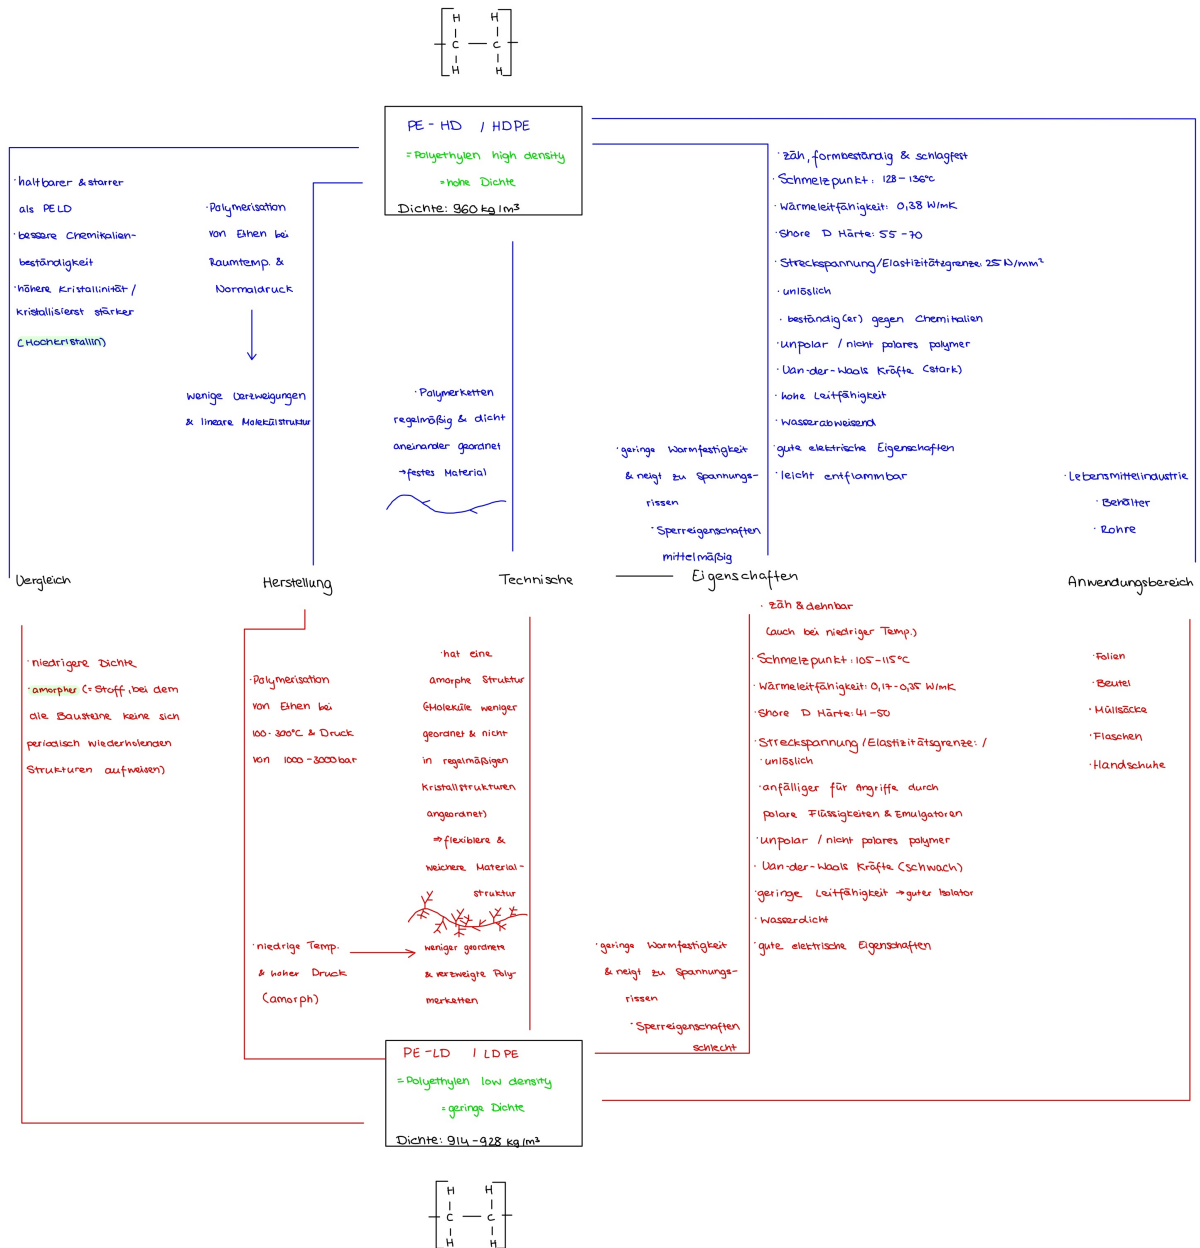 H H
C — C
H H
PE-HD / HDPE
= Polyethylen high density
= hohe Dichte
Dichte: 960 kg/m³
· haltbarer & starrer
als PELD
· bessere Chemikalien-
beständigkeit
· höhere Kristallinität /
kristallisierst stärker
(Hochkristallin)
· Polymerisation
von Ethen bei
Raumtemp. &
Normaldruck
wenige Verzweigungen
& lineare Molekülstruktur
· Polymerketten
regelmäßig & dicht
aneinander geordnet
→ festes Material
· geringe Wormfestigkeit
& neigt zu Spannungs-
rissen
· Sperreigenschaften
mittelmäßig
· zäh, formbeständig & schlagfest
· Schmelzpunkt: 128-136°C
· Wärmeleitfähigkeit: 0,38 W/mK
· Shore D Härte: 55-70
· Streckspannung/Elastizitätsgrenze: 25 N/mm²
· unlöslich
· beständig(er) gegen Chemikalien
· unpolar / nicht polares polymer
· Van-der-Waals Kräfte (stark)
· hohe Leitfähigkeit
· wasserabweisend
· gute elektrische Eigenschaften
· leicht entflammbar
· Lebensmittelindustrie
· Behälter
· Rohre
Vergleich
Herstellung
Technische — Eigenschaften
Anwendungsbereich
· niedrigere Dichte
· amorpher (= Stoff, bei dem
die Bausteine keine sich
periodisch wiederholenden
Strukturen aufweisen)
· Polymerisation
von Ethen bei
100-300°C & Druck
von 1000-3000 bar
· niedrige Temp. →
& hoher Druck
(amorph)
· hat eine
amorphe Struktur
(Moleküle weniger
geordnet & nicht
in regelmäßigen
Kristallstrukturen
angeordnet)
⇒ flexiblere &
weichere Material-
struktur
weniger geordnete
& verzweigte Poly-
merketten
· geringe Wormfestigkeit
& neigt zu Spannungs-
rissen
· Sperreigenschaften
schlecht
· zäh & dehnbar
(auch bei niedriger Temp.)
· Schmelzpunkt: 105-115°C
· Wärmeleitfähigkeit: 0,17-0,35 W/mK
· Shore D Härte: 41-50
· Streckspannung / Elastizitätsgrenze: /
· unlöslich
· anfälliger für Angriffe durch
polare Flüssigkeiten & Emulgatoren
· unpolar / nicht polares polymer
· Van-der-Waals Kräfte (schwach)
· geringe Leitfähigkeit → guter Isolator
· wasserdicht
· gute elektrische Eigenschaften
· Folien
· Beutel
· Müllsäcke
· Flaschen
· Handschuhe
PE-LD / LDPE
= Polyethylen low density
= geringe Dichte
Dichte: 914-928 kg/m³
H H
C — C
H H